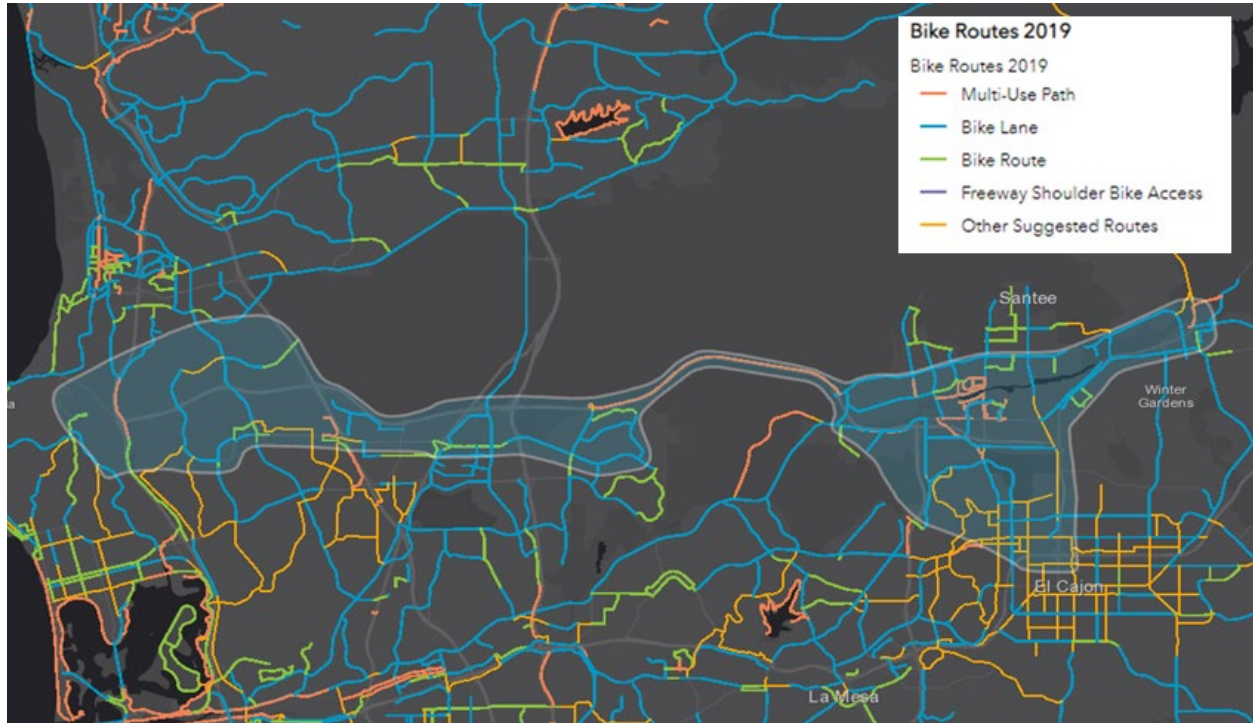 Bike Routes 2019
Bike Routes 2019
Multi-Use Path
Bike Lane
Bike Route
Freeway Shoulder Bike Access
Other Suggested Routes
Santee
Winter
Gardens
a
El Cajon
La Mesa